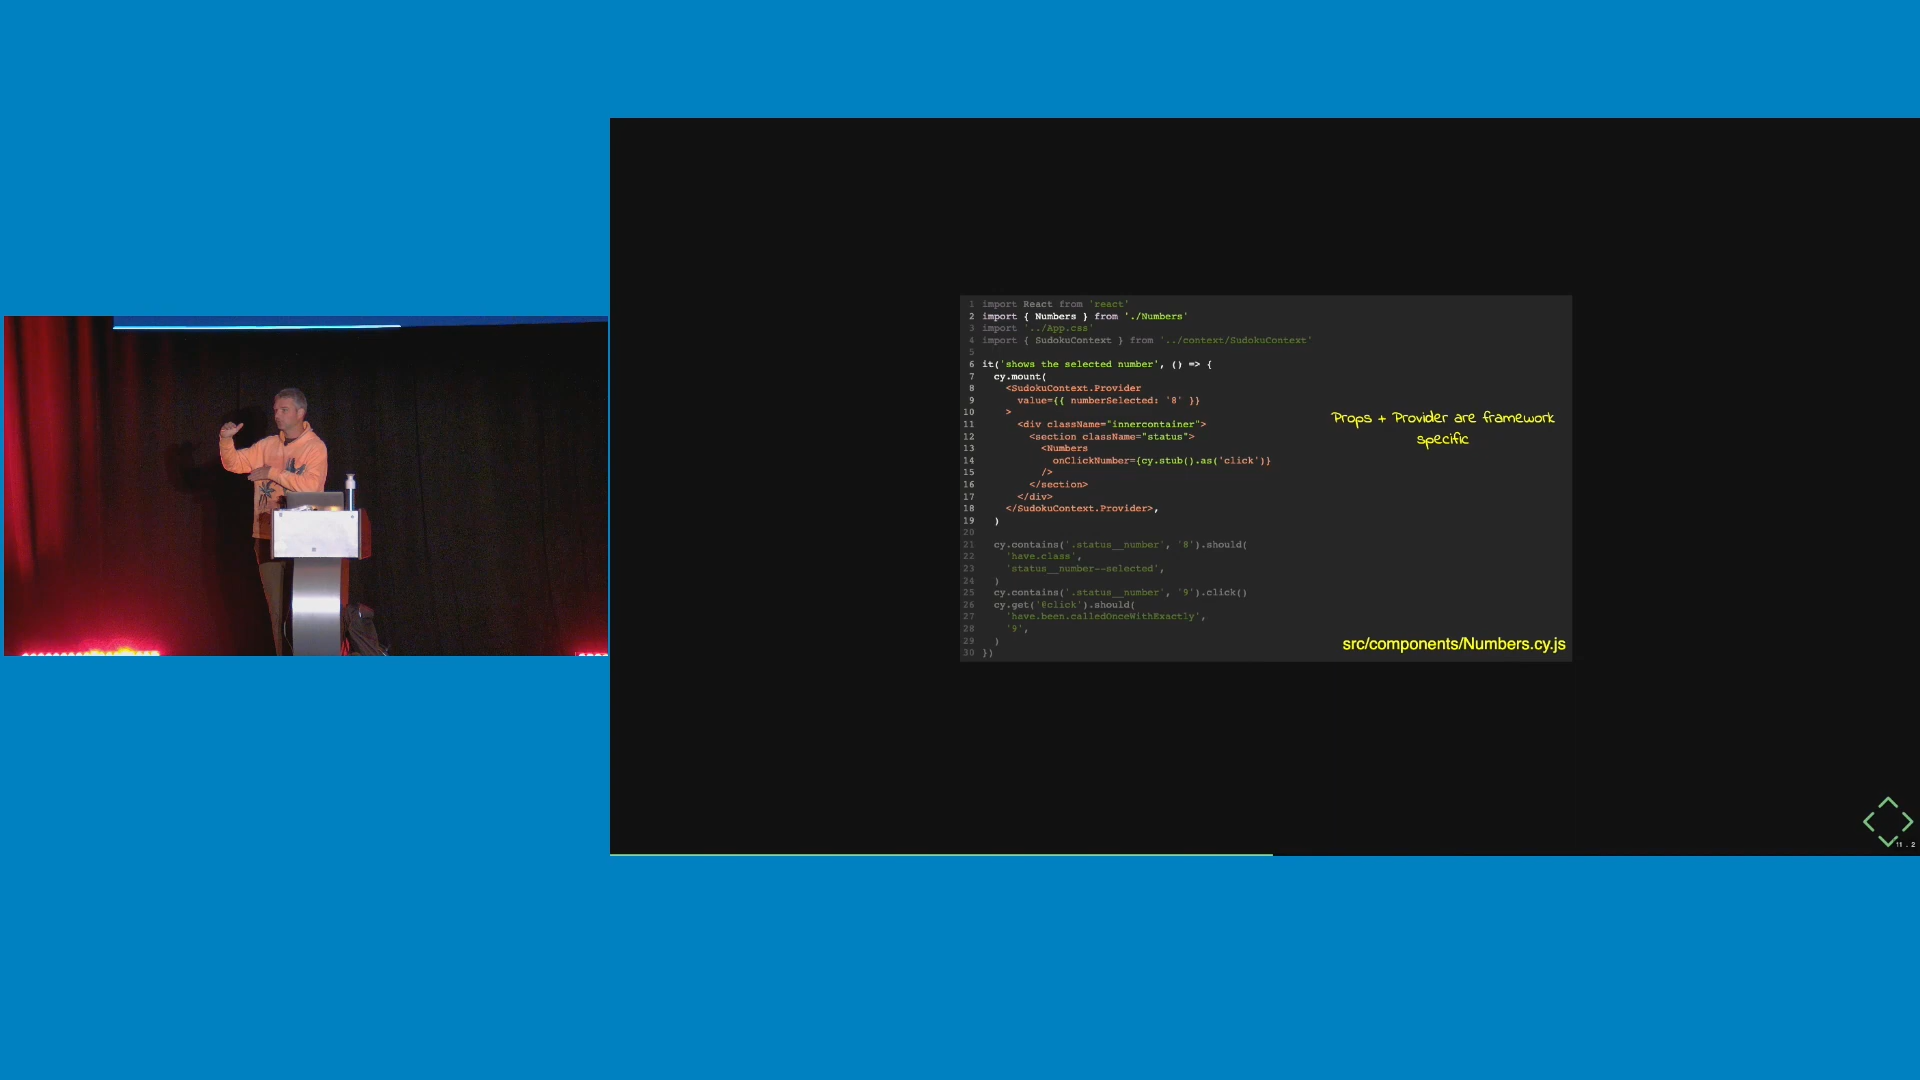 1 import React from 'react'
2 import { Numbers } from './Numbers'
3 import '../App.css'
4 import { SudokuContext } from '../context/SudokuContext'
5
6 it('shows the selected number', () => {
7 cy.mount(
8 <SudokuContext.Provider
9 value={{ numberSelected: '8' }}
10 >
11 <div className="innercontainer">
12 <section className="status">
13 <Numbers
14 onClickNumber={cy.stub().as('click')}
15 />
16 </section>
17 </div>
18 </SudokuContext.Provider>,
19 )
20
21 cy.contains('.status__number', '8').should(
22 'have.class',
23 'status__number--selected',
24 )
25 cy.contains('.status__number', '9').click()
26 cy.get('@click').should(
27 'have.been.calledOnceWithExactly',
28 '9',
29 )
30 })
Props + Provider are framework
specific
src/components/Numbers.cy.js
11 . 2